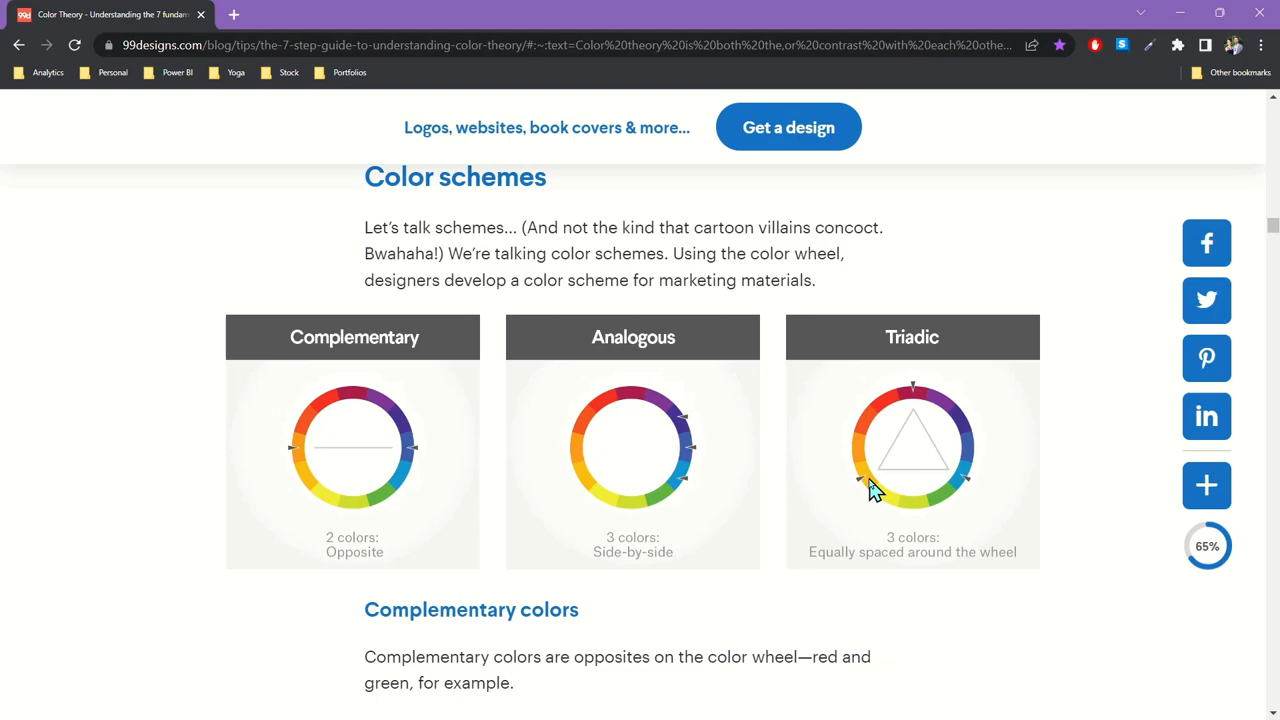 99d
Color Theory - Understanding the 7 fundam
99designs.com/blog/tips/the-7-step-guide-to-understanding-color-theory/#:~:text=Color%20theory%20is%20both%20the,or%20contrast%20with%20each%20othe...
Analytics Personal Power BI Yoga Stock Portfolios Other bookmarks
Logos, websites, book covers & more... Get a design
Color schemes
Let’s talk schemes… (And not the kind that cartoon villains concoct.
Bwahaha!) We’re talking color schemes. Using the color wheel,
designers develop a color scheme for marketing materials.
Complementary Analogous Triadic
2 colors: 3 colors: 3 colors:
Opposite Side-by-side Equally spaced around the wheel
65%
Complementary colors
Complementary colors are opposites on the color wheel—red and
green, for example.